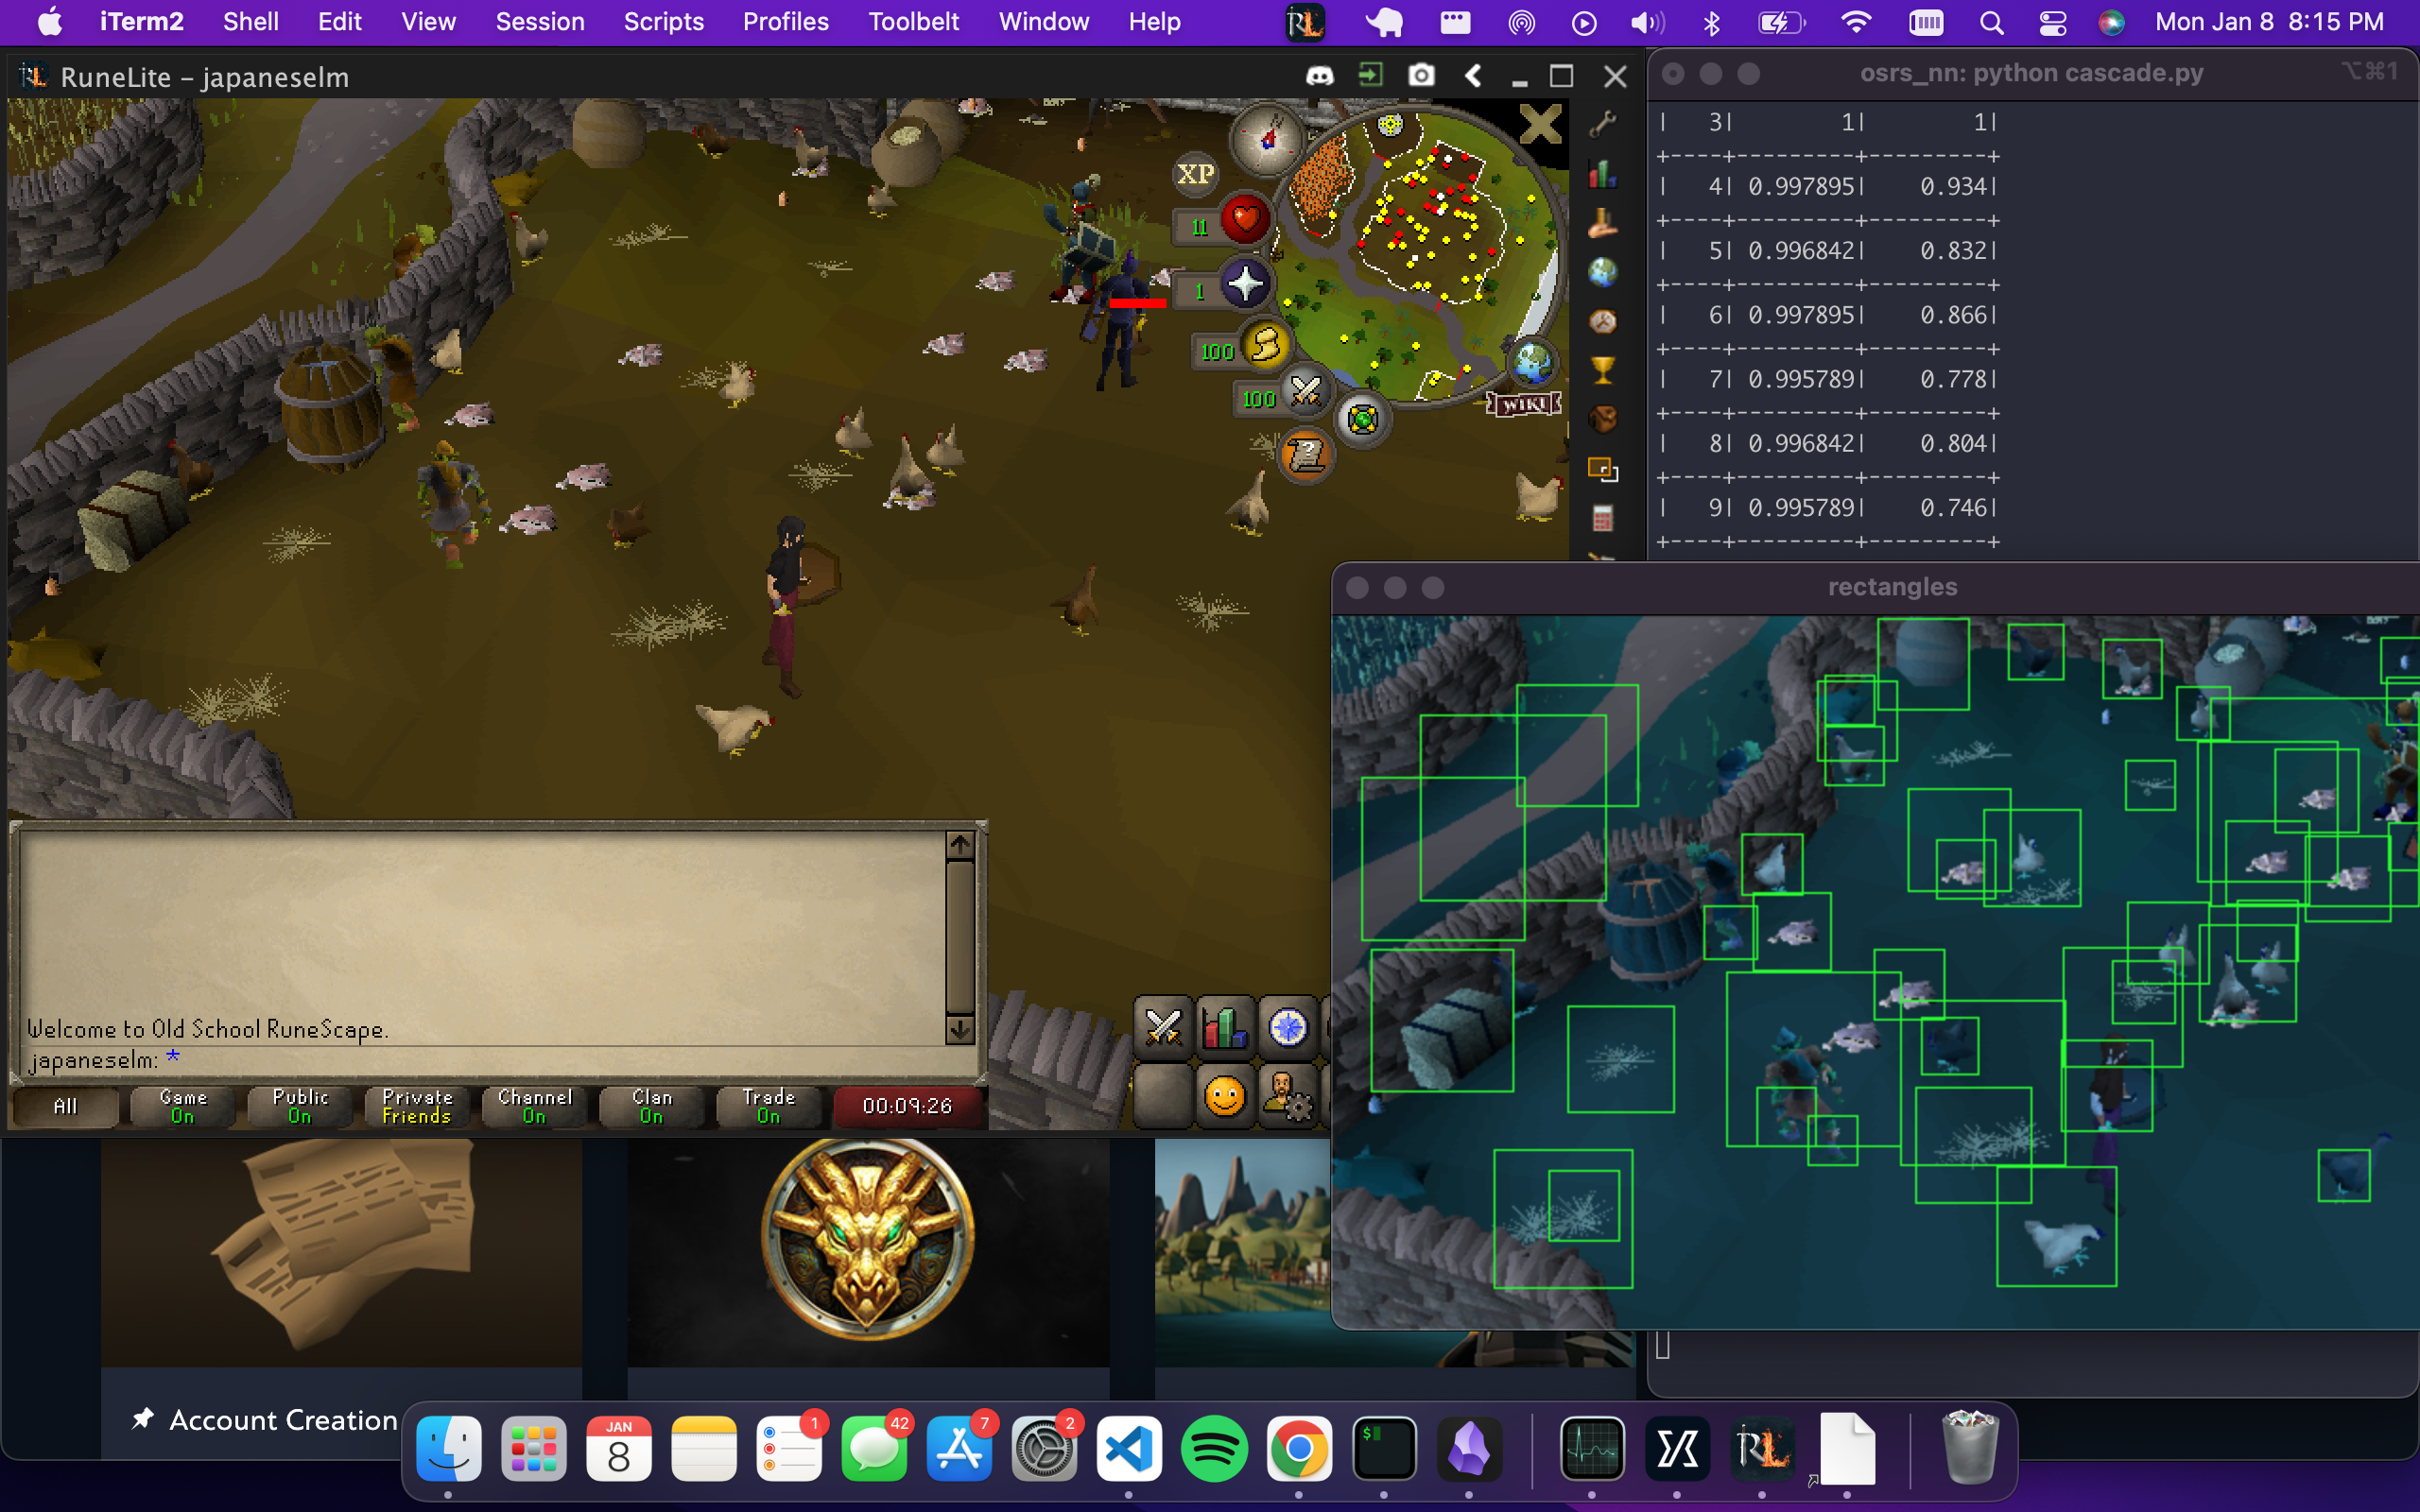 iTerm2 Shell Edit View Session Scripts Profiles Toolbelt Window Help Mon Jan 8 8:15 PM
RuneLite - japaneselm
osrs_nn: python cascade.py ⌥⌘1
| 3| 1| 1|
+----+---------+---------+
| 4| 0.997895| 0.934|
+----+---------+---------+
| 5| 0.996842| 0.832|
+----+---------+---------+
| 6| 0.997895| 0.866|
+----+---------+---------+
| 7| 0.995789| 0.778|
+----+---------+---------+
| 8| 0.996842| 0.804|
+----+---------+---------+
| 9| 0.995789| 0.746|
+----+---------+---------+
XP
11
1
100
100
WIKI
rectangles
Welcome to Old School RuneScape.
japaneselm: *
All
Game On
Public On
Private Friends
Channel On
Clan On
Trade On
00:09:26
Account Creation
JAN
8
1
42
7
2